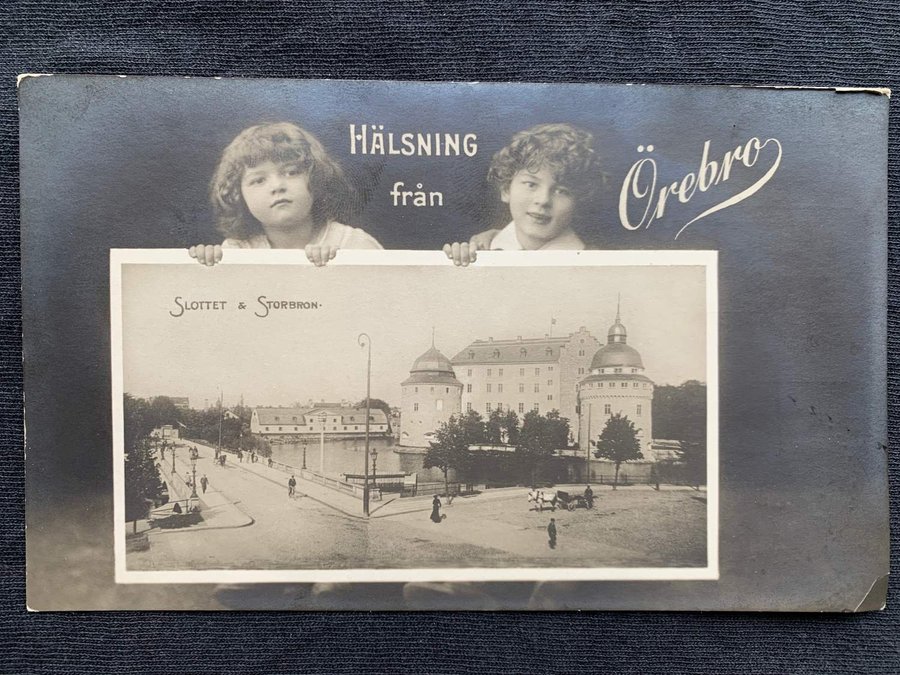 HÄLSNING
från
Örebro
SLOTTET & STORBRON.